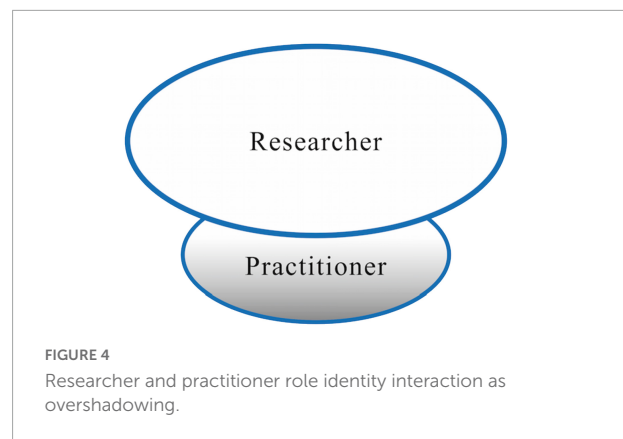 Researcher
Practitioner
FIGURE 4
Researcher and practitioner role identity interaction as
overshadowing.